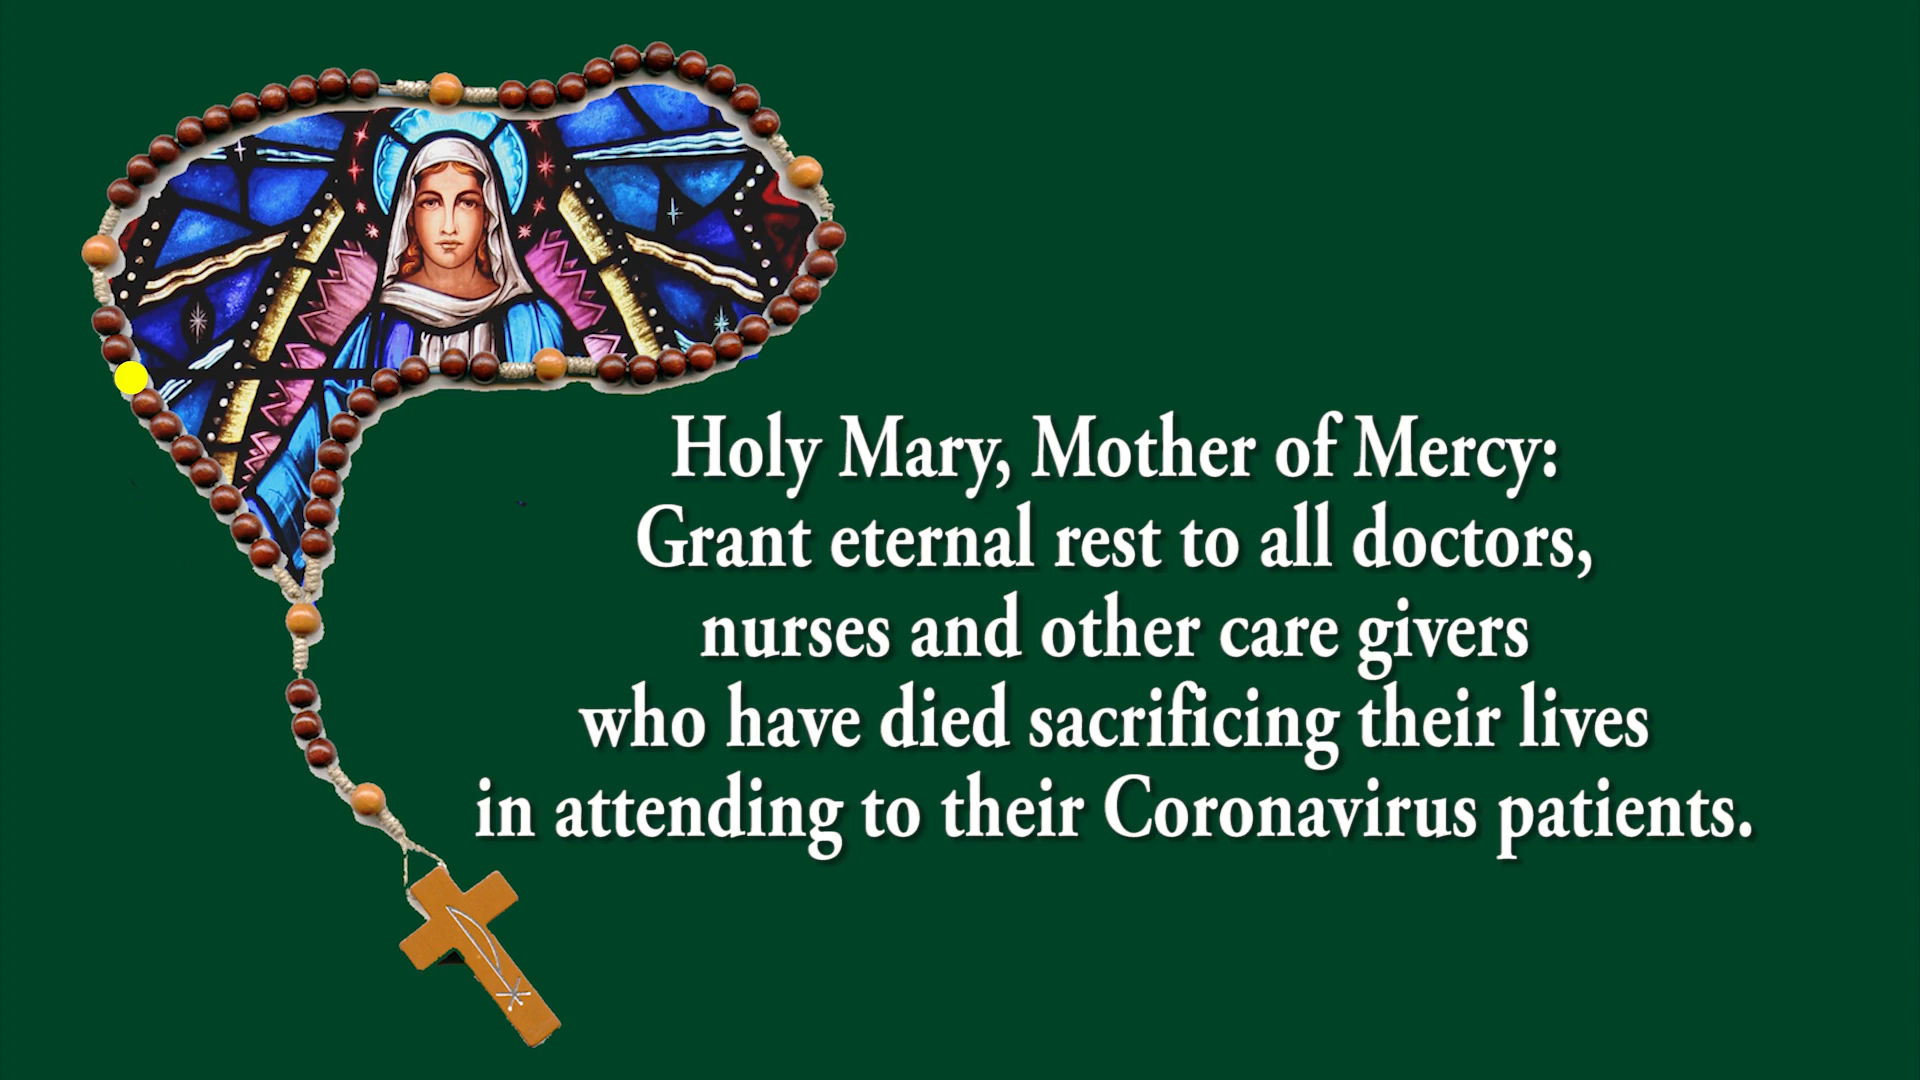 Holy Mary, Mother of Mercy:
Grant eternal rest to all doctors,
nurses and other care givers
who have died sacrificing their lives
in attending to their Coronavirus patients.